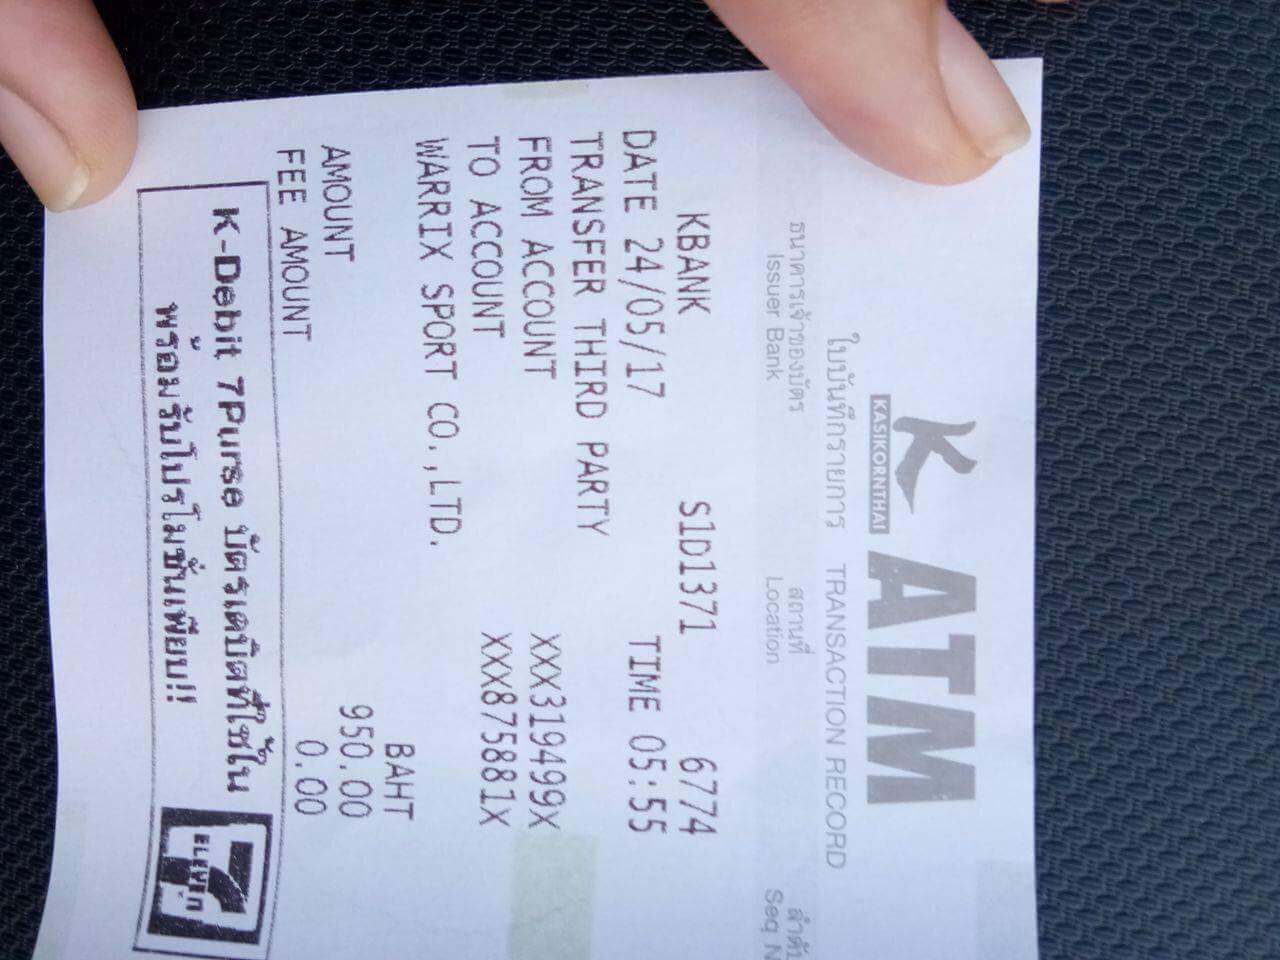 K ATM
KASIKORNTHAI
ใบบันทึกรายการ TRANSACTION RECORD
ธนาคารเจ้าของบัตร สถานที่
Issuer Bank Location Seq
KBANK S1D1371 6774
DATE 24/05/17 TIME 05:55
TRANSFER THIRD PARTY
FROM ACCOUNT XXX319499X
TO ACCOUNT XXX875881X
WARRIX SPORT CO.,LTD.
BAHT
AMOUNT 950.00
FEE AMOUNT 0.00
K-Debit 7Purse บัตรเดบิตที่ใช้ใน
พร้อมรับโปรโมชั่นเพียบ!!
7
ELEVEn